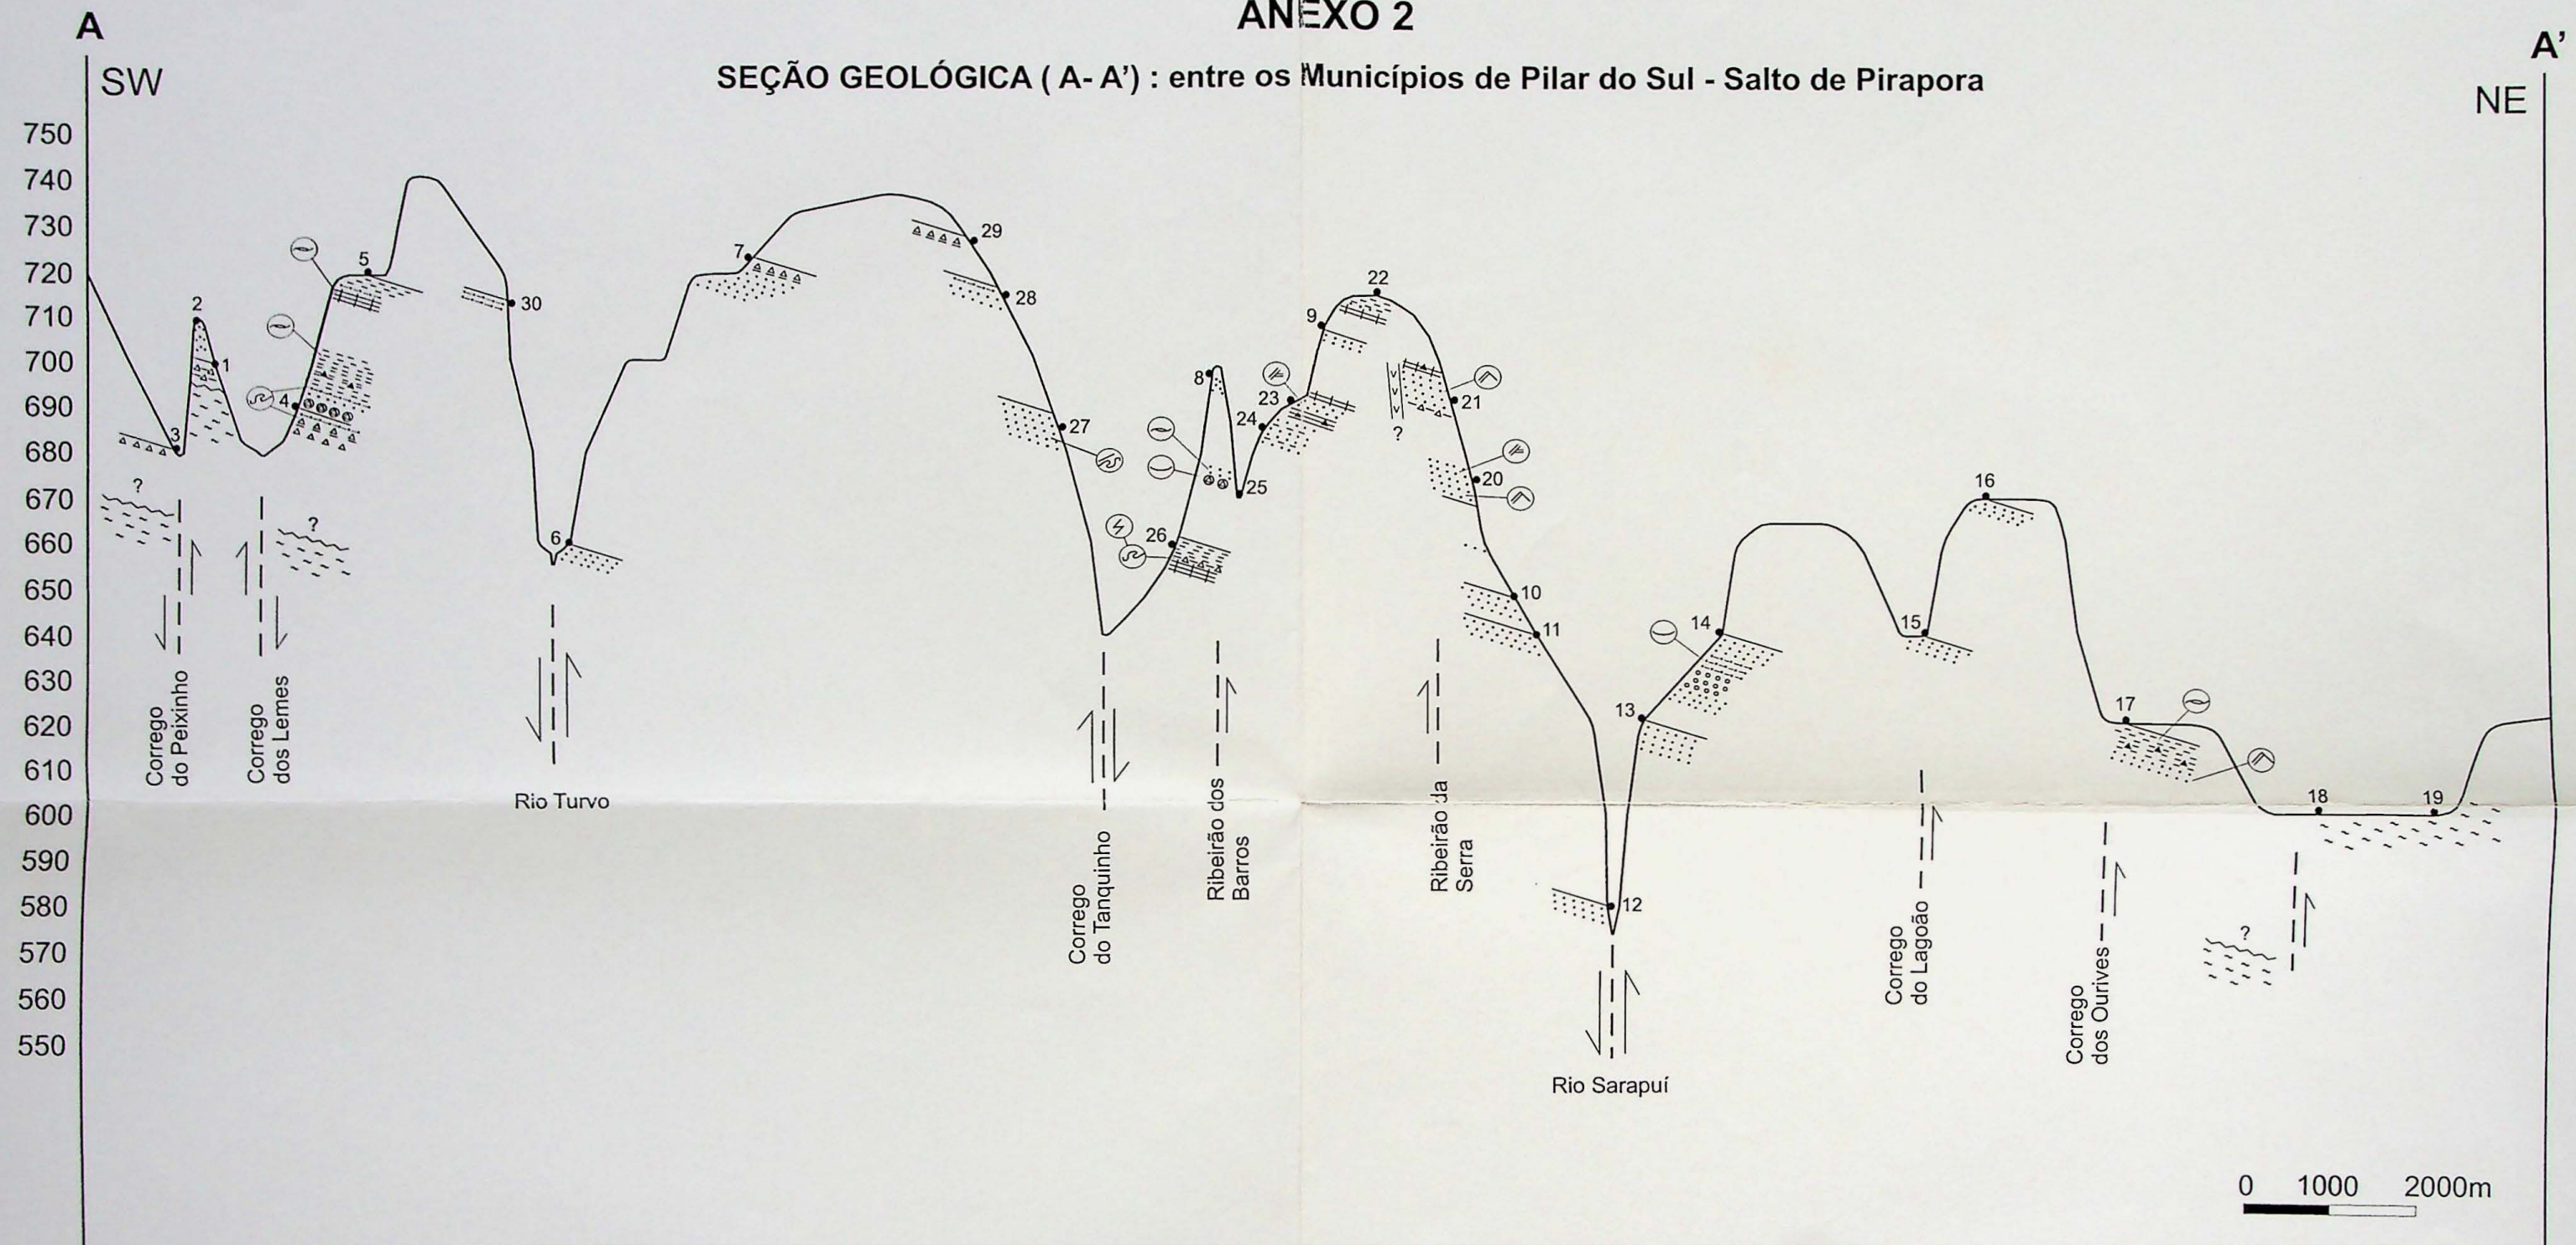 ANEXO 2
A
A'
SEÇÃO GEOLÓGICA ( A- A') : entre os Municípios de Pilar do Sul - Salto de Pirapora
SW
NE
750
740
730
720
710
700
690
680
670
660
650
640
630
620
610
600
590
580
570
560
550
2
1
3
4
5
30
6
7
29
28
27
26
8
25
24
23
9
22
21
20
10
11
12
13
14
15
16
17
18
19
?
?
?
?
v
v
v
v
Corrego
do Peixinho
Corrego
dos Lemes
Rio Turvo
Corrego
do Tanquinho
Ribeirão dos
Barros
Ribeirão da
Serra
Rio Sarapuí
Corrego
do Lagoão
Corrego
dos Ourives
0 1000 2000m